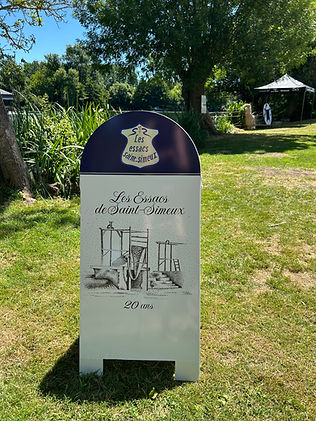 Les
essacs
saint-simeux
Les Essacs
de Saint-Simeux
20 ans